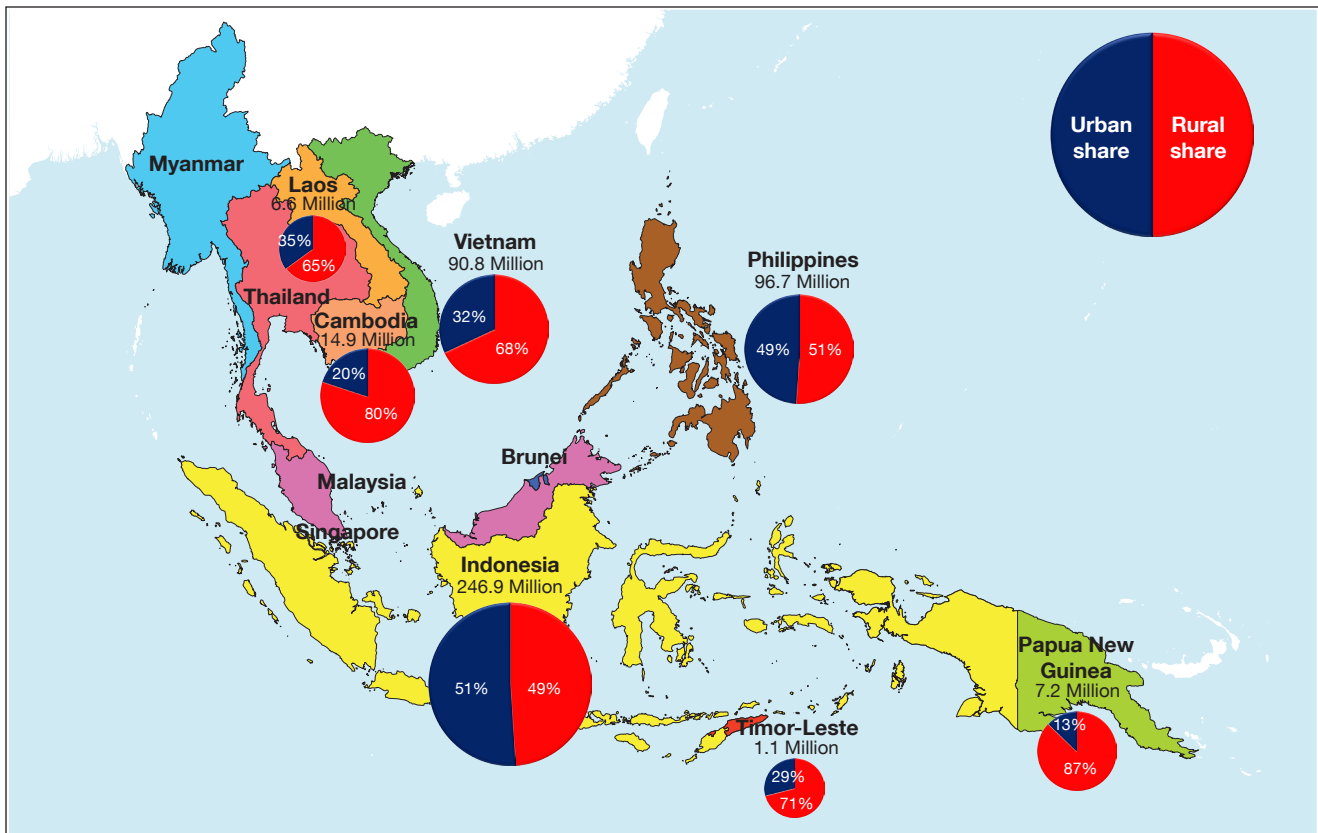 Urban
share
Rural
share
Myanmar
Laos
6.6 Million
35%
65%
Vietnam
90.8 Million
32%
68%
Philippines
96.7 Million
49%
51%
Thailand
Cambodia
14.9 Million
20%
80%
Brunei
Malaysia
Singapore
Indonesia
246.9 Million
51%
49%
Papua New
Guinea
7.2 Million
13%
87%
Timor-Leste
1.1 Million
29%
71%